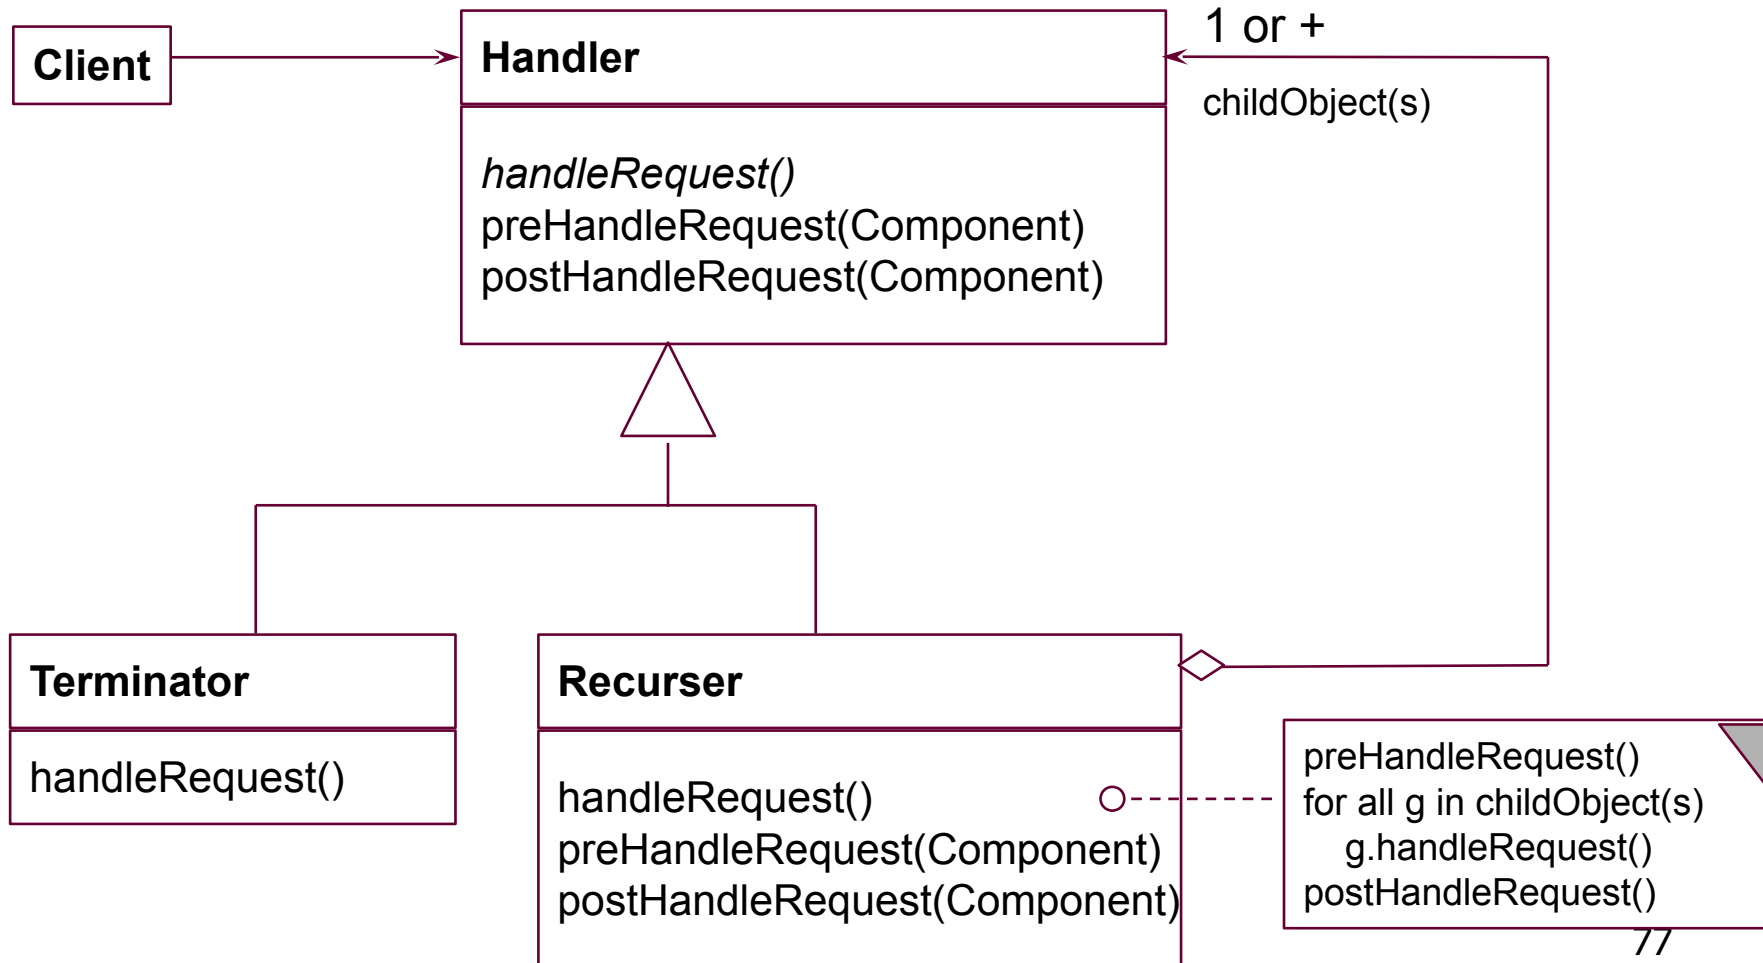 Client
Handler
1 or +
childObject(s)
handleRequest()
preHandleRequest(Component)
postHandleRequest(Component)
Terminator
handleRequest()
Recurser
handleRequest()
preHandleRequest(Component)
postHandleRequest(Component)
preHandleRequest()
for all g in childObject(s)
g.handleRequest()
postHandleRequest()
77